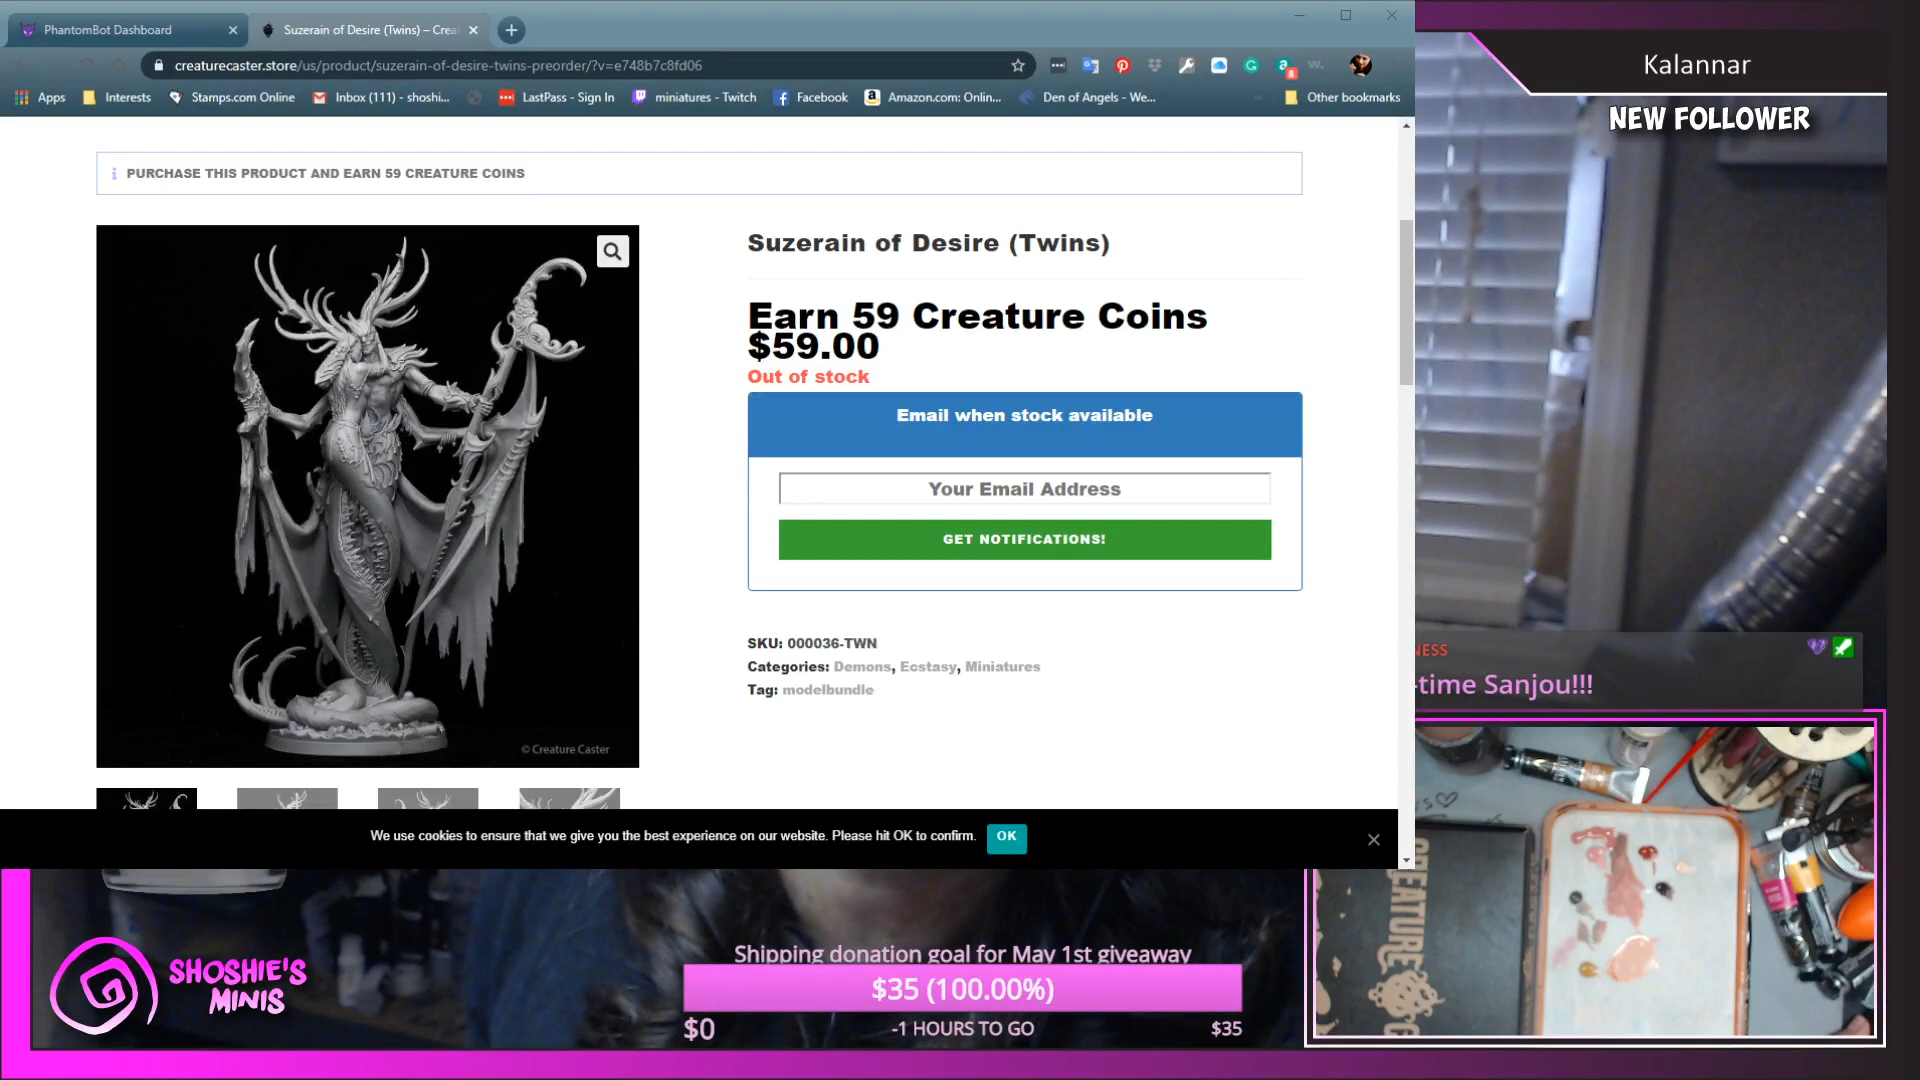 PhantomBot Dashboard
Suzerain of Desire (Twins) – Crea
creaturecaster.store/us/product/suzerain-of-desire-twins-preorder/?v=e748b7c8fd06
Apps
Interests
Stamps.com Online
Inbox (111) - shoshi...
LastPass - Sign In
miniatures - Twitch
Facebook
Amazon.com: Onlin...
Den of Angels - We...
Other bookmarks
Kalannar
NEW FOLLOWER
PURCHASE THIS PRODUCT AND EARN 59 CREATURE COINS
Suzerain of Desire (Twins)
Earn 59 Creature Coins
$59.00
Out of stock
Email when stock available
Your Email Address
GET NOTIFICATIONS!
SKU: 000036-TWN
Categories: Demons, Ecstasy, Miniatures
Tag: modelbundle
© Creature Caster
NESS
-time Sanjou!!!
We use cookies to ensure that we give you the best experience on our website. Please hit OK to confirm.
OK
SHOSHIE'S
MINIS
Shipping donation goal for May 1st giveaway
$35 (100.00%)
$0
-1 HOURS TO GO
$35
CREATURE